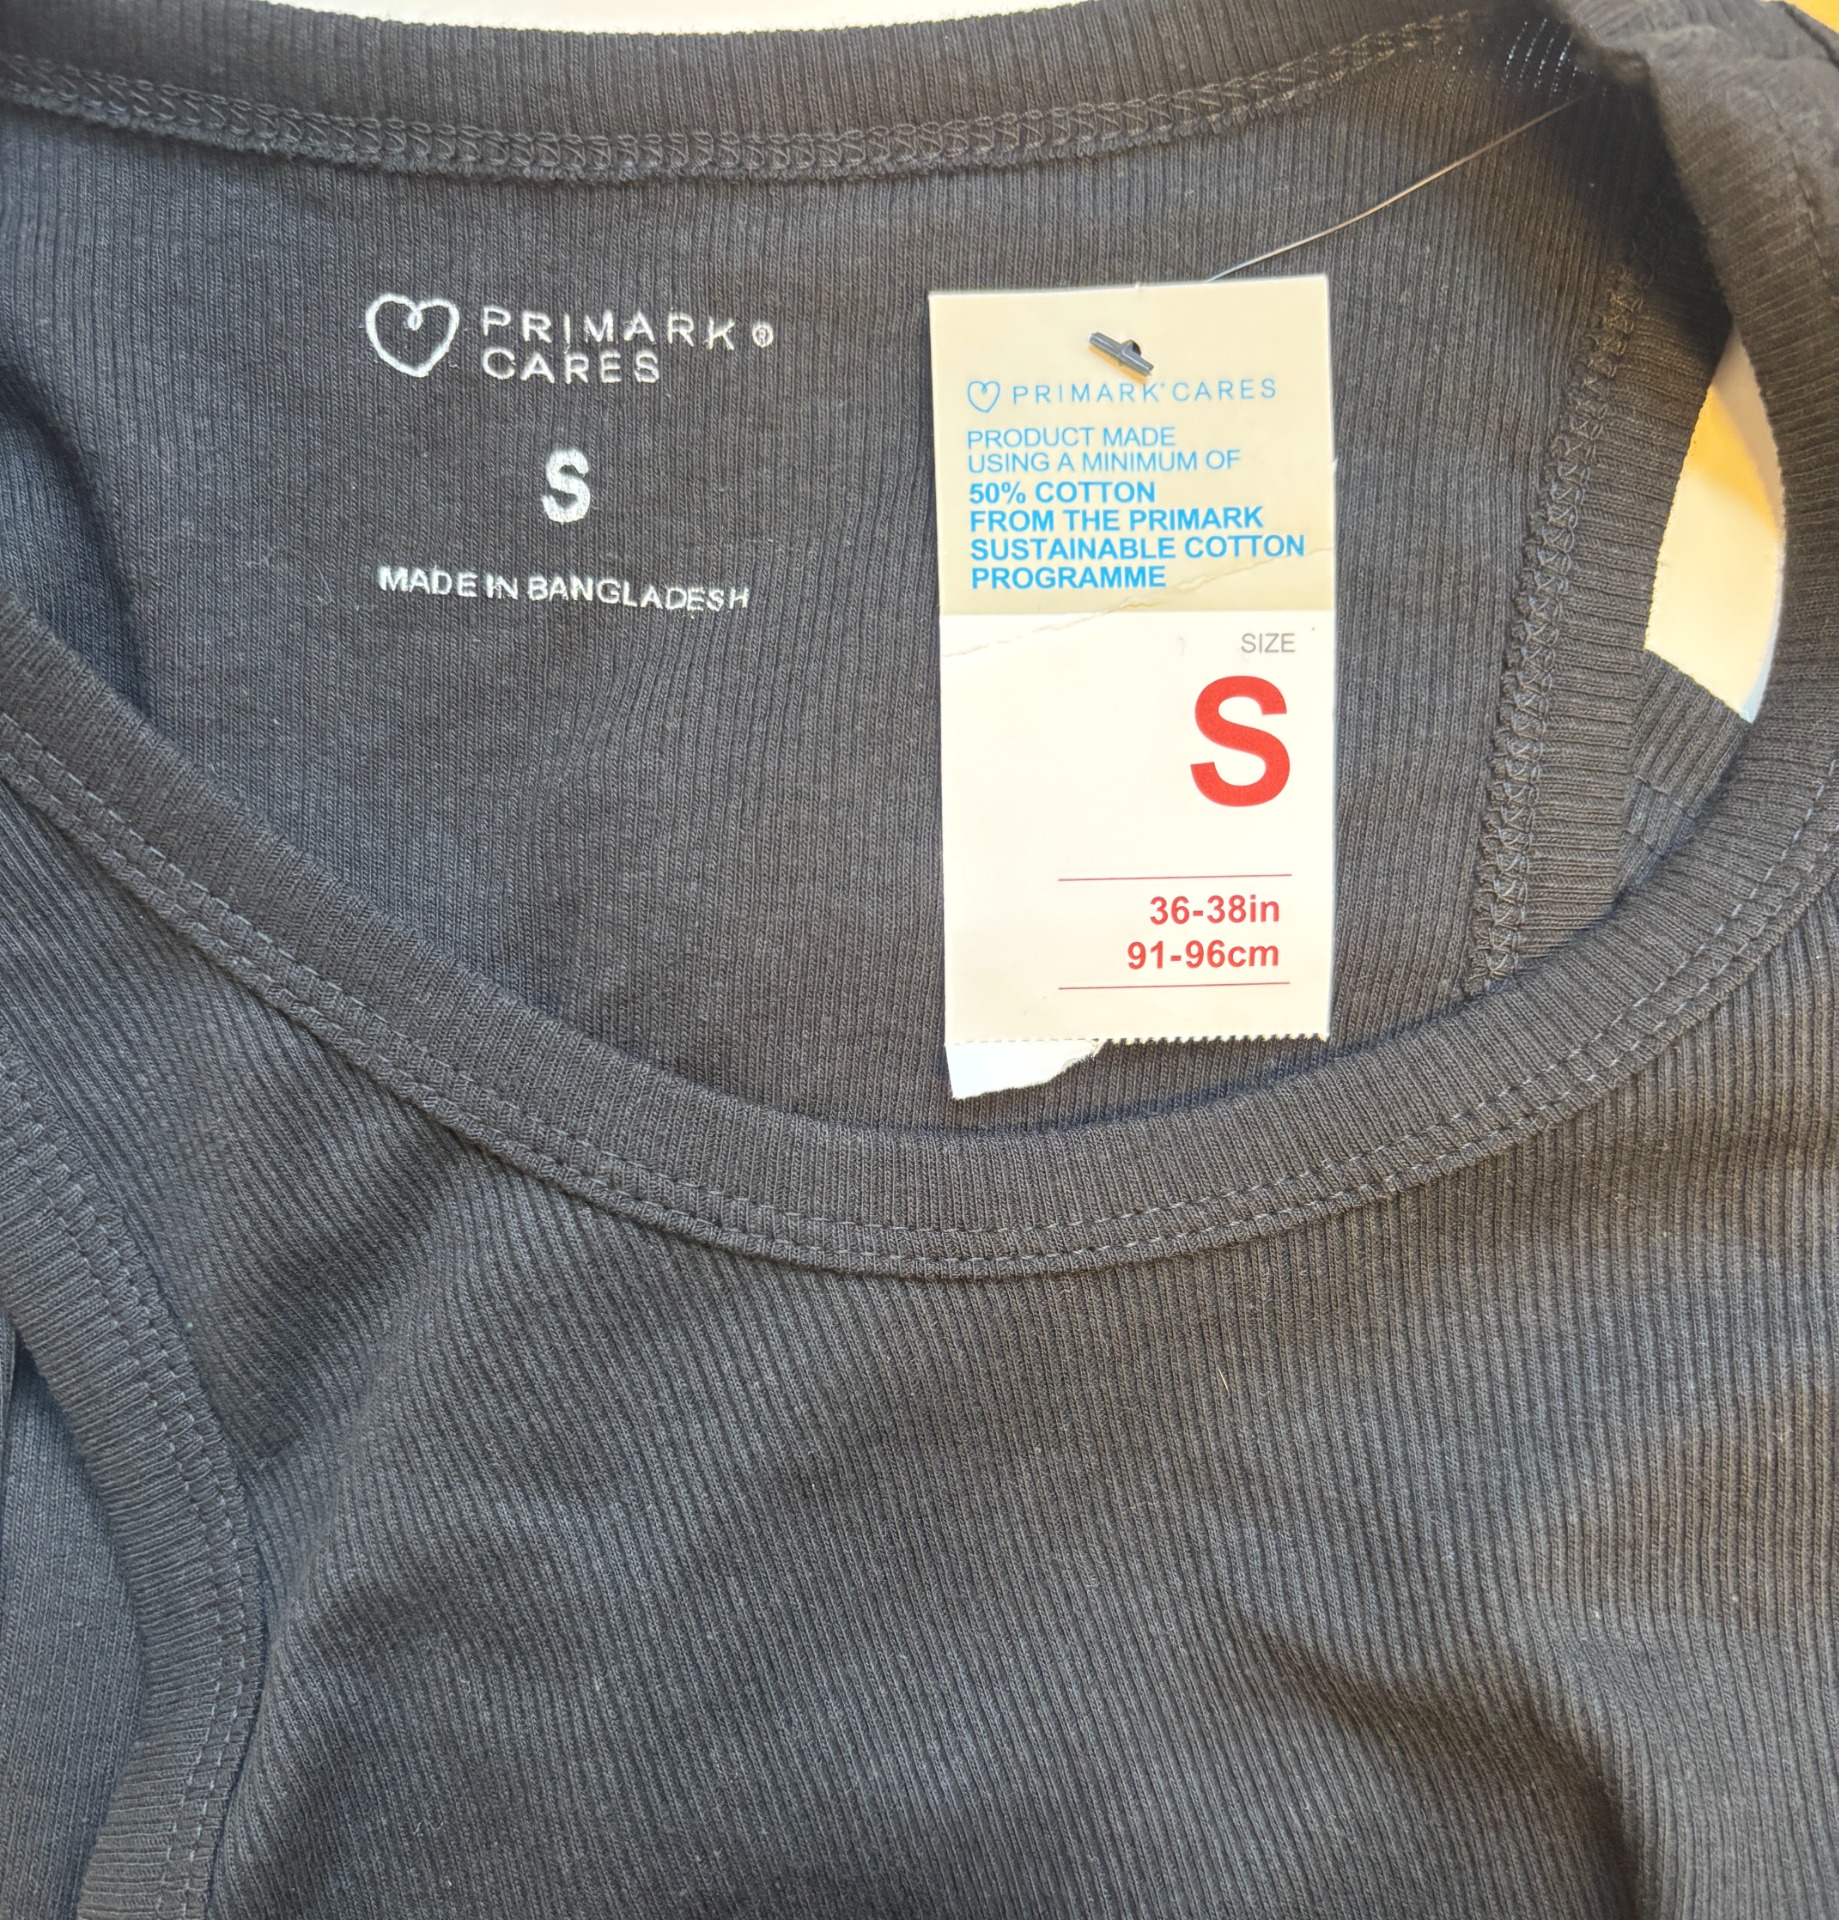 PRIMARK®
CARES
S
MADE IN BANGLADESH
PRIMARK® CARES
PRODUCT MADE
USING A MINIMUM OF
50% COTTON
FROM THE PRIMARK
SUSTAINABLE COTTON
PROGRAMME
SIZE
S
36-38in
91-96cm